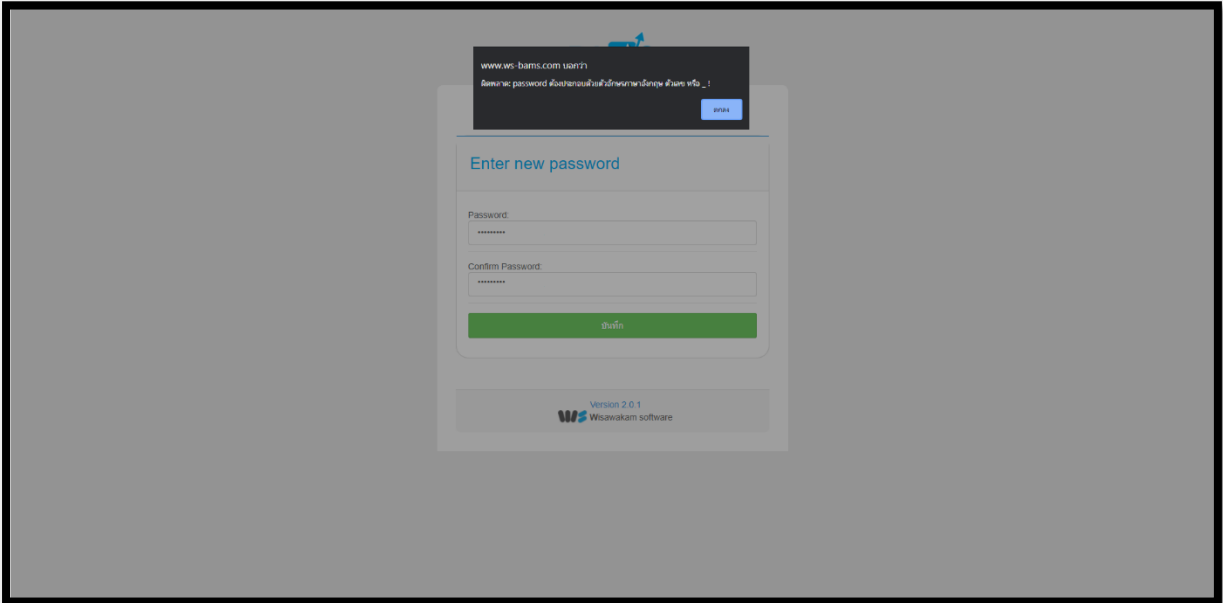 www.ws-bams.com บอกว่า
ผิดพลาด: password ต้องประกอบด้วยตัวอักษรภาษาอังกฤษ ตัวเลข หรือ _ !
ตกลง
Enter new password
Password:
•••••••••
Confirm Password:
•••••••••
บันทึก
Version 2.0.1
WS Wisawakam software